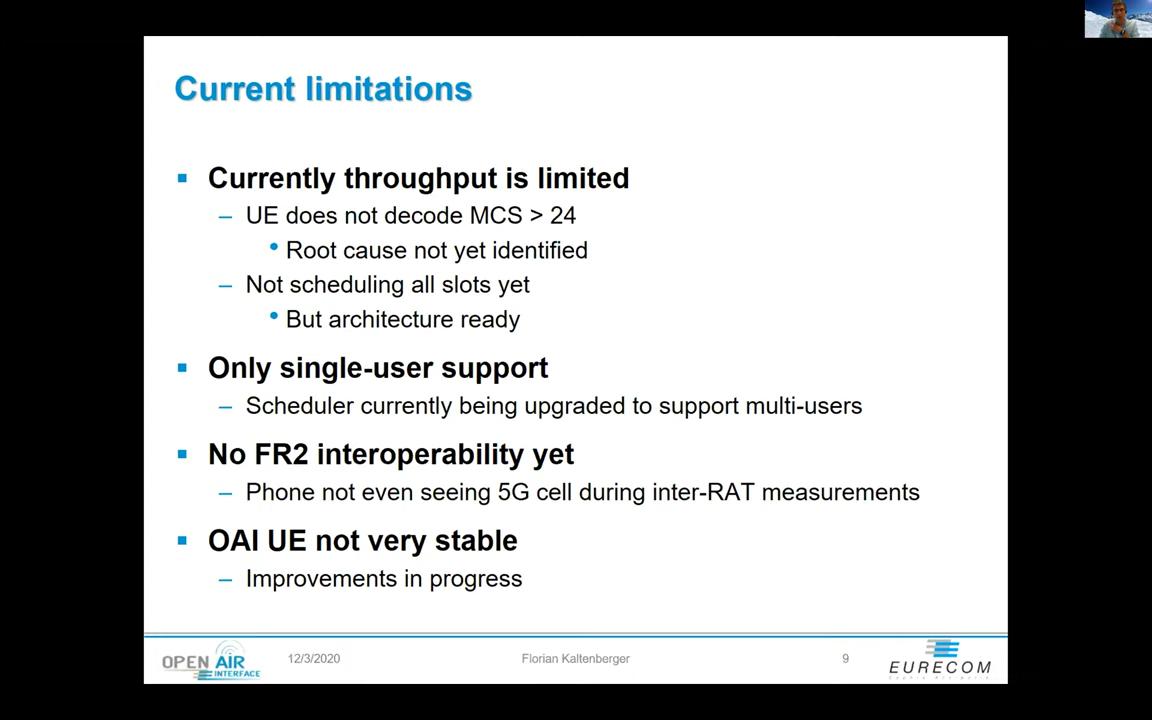 Current limitations
▪ Currently throughput is limited
– UE does not decode MCS > 24
• Root cause not yet identified
– Not scheduling all slots yet
• But architecture ready
▪ Only single-user support
– Scheduler currently being upgraded to support multi-users
▪ No FR2 interoperability yet
– Phone not even seeing 5G cell during inter-RAT measurements
▪ OAI UE not very stable
– Improvements in progress
OPEN AIR
INTERFACE
12/3/2020
Florian Kaltenberger
9
EURECOM